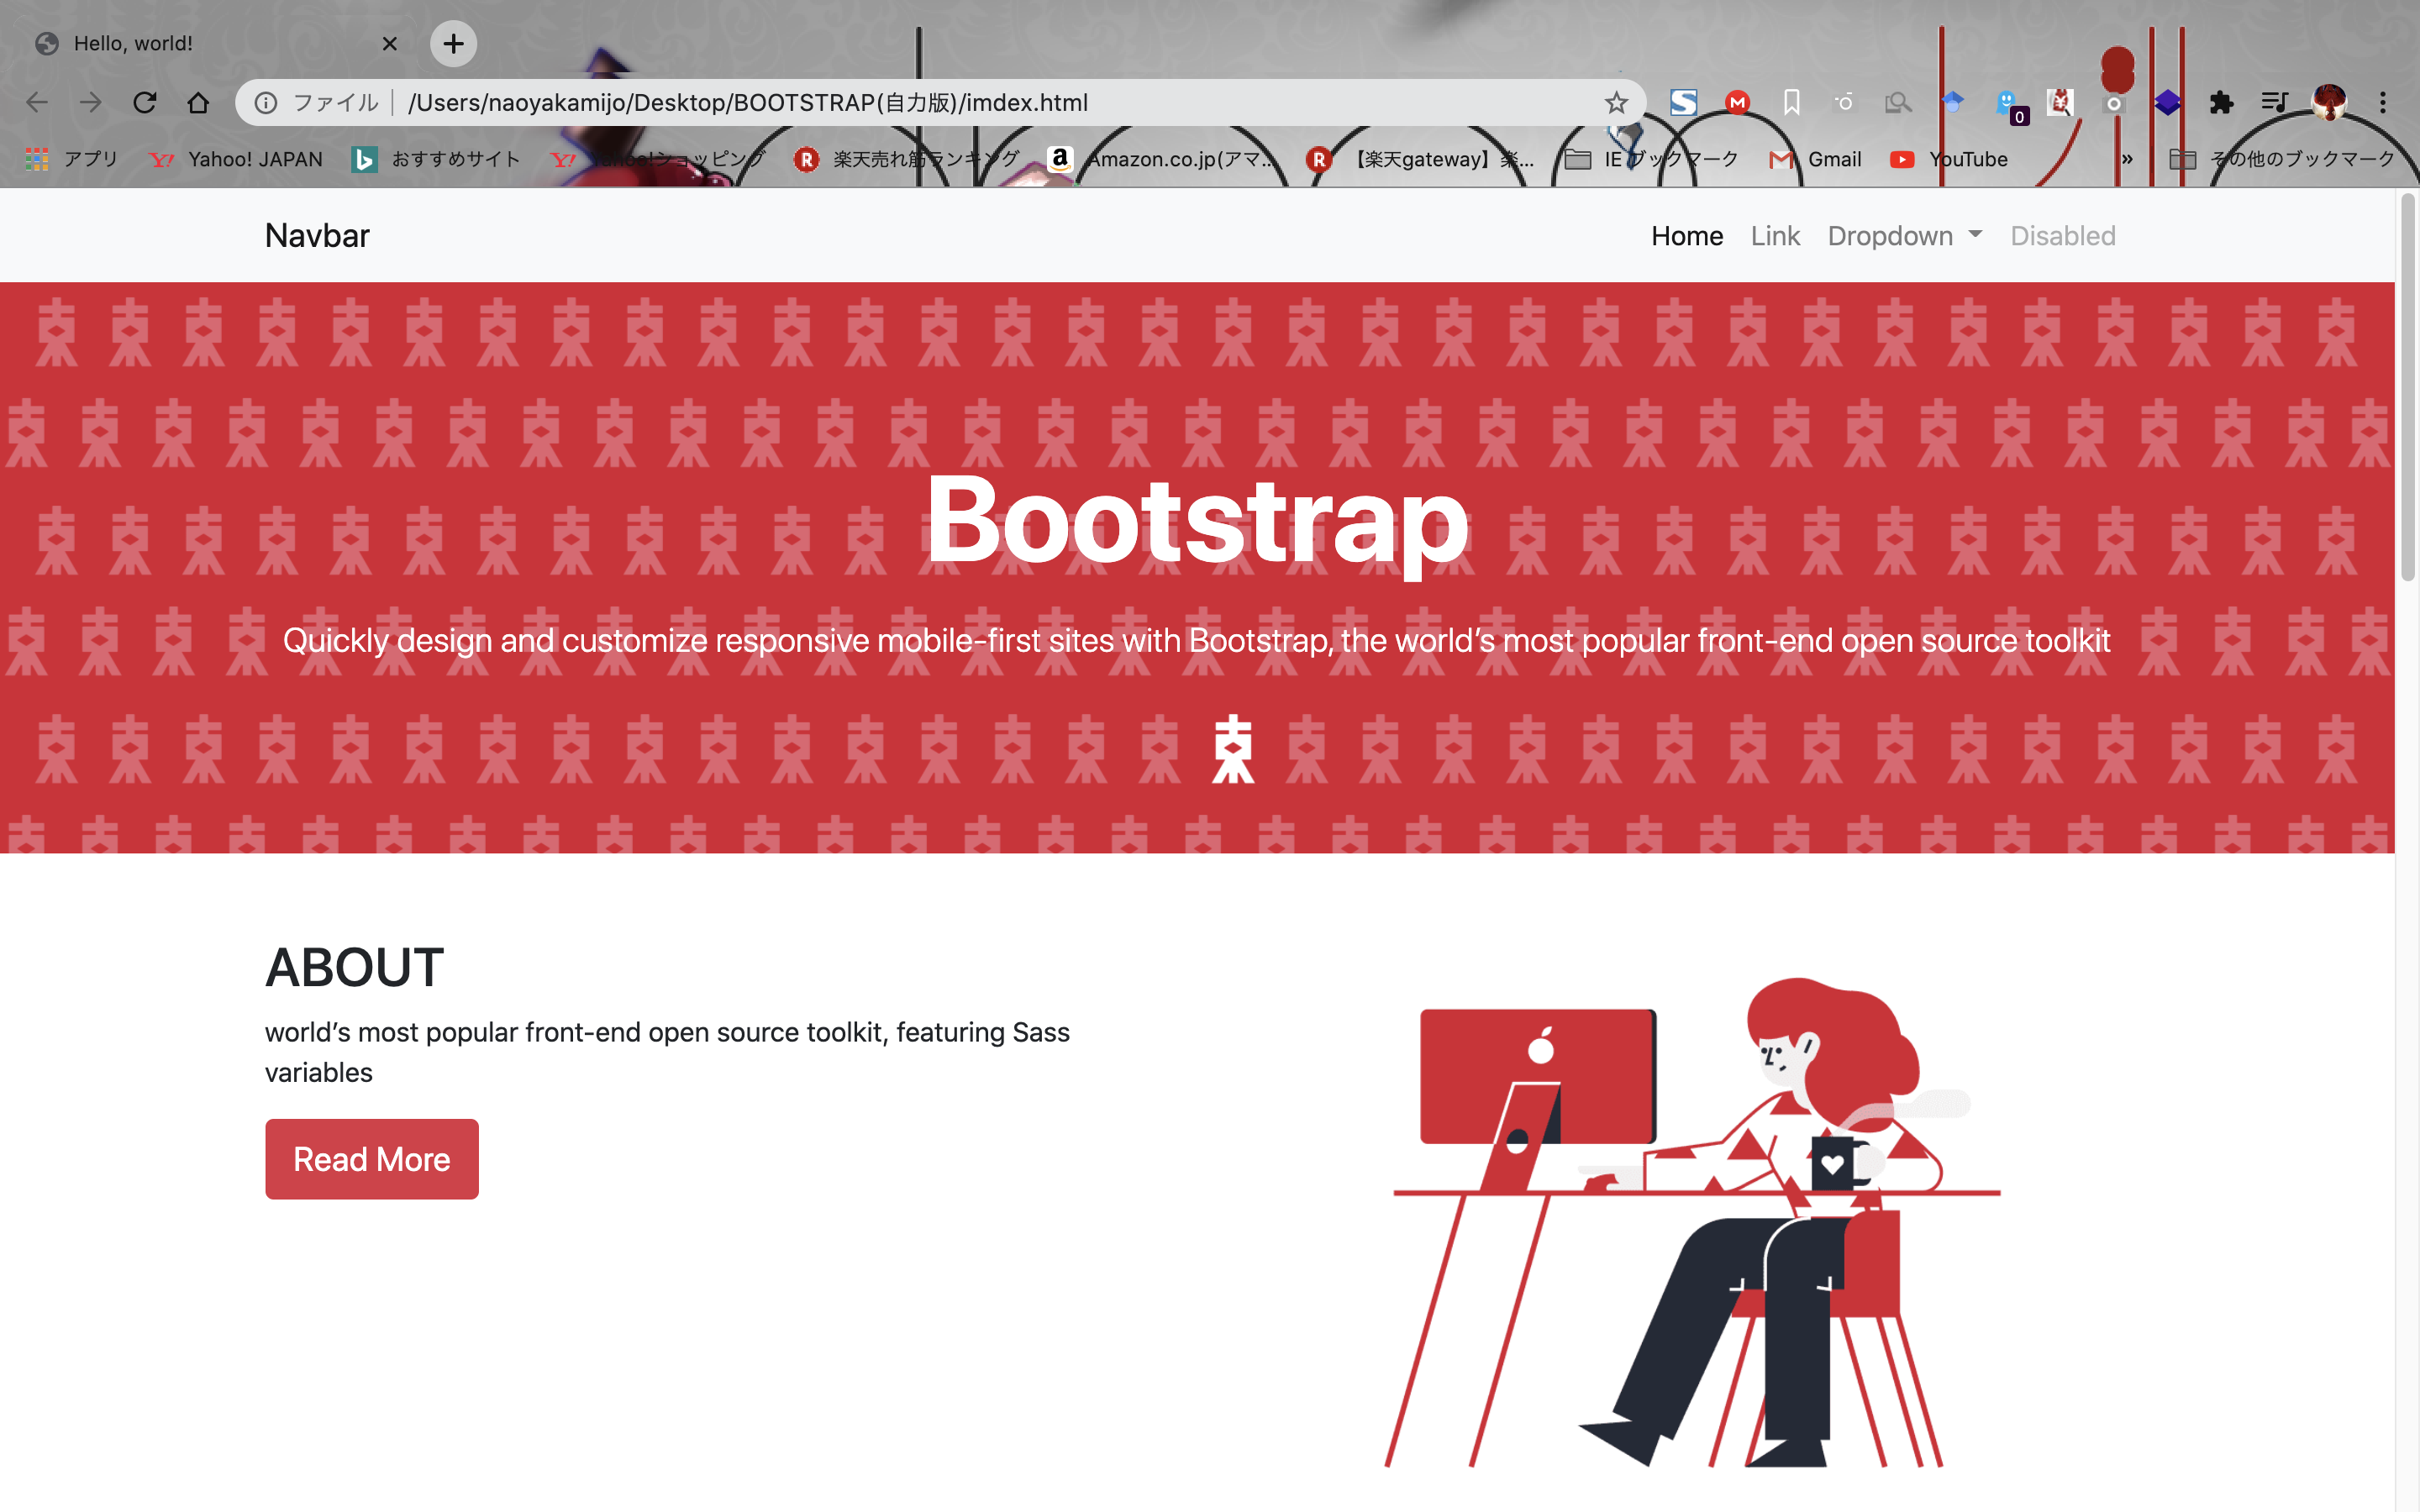 Hello, world!
ファイル /Users/naoyakamijo/Desktop/BOOTSTRAP(自力版)/imdex.html
0
アプリ Yahoo! JAPAN おすすめサイト Yahoo!ショッピング 楽天売れ筋ランキング Amazon.co.jp(アマ... 【楽天gateway】楽... IE ブックマーク Gmail YouTube » その他のブックマーク
Navbar Home Link Dropdown Disabled
Bootstrap
Quickly design and customize responsive mobile-first sites with Bootstrap, the world’s most popular front-end open source toolkit
ABOUT
world’s most popular front-end open source toolkit, featuring Sass
variables
Read More